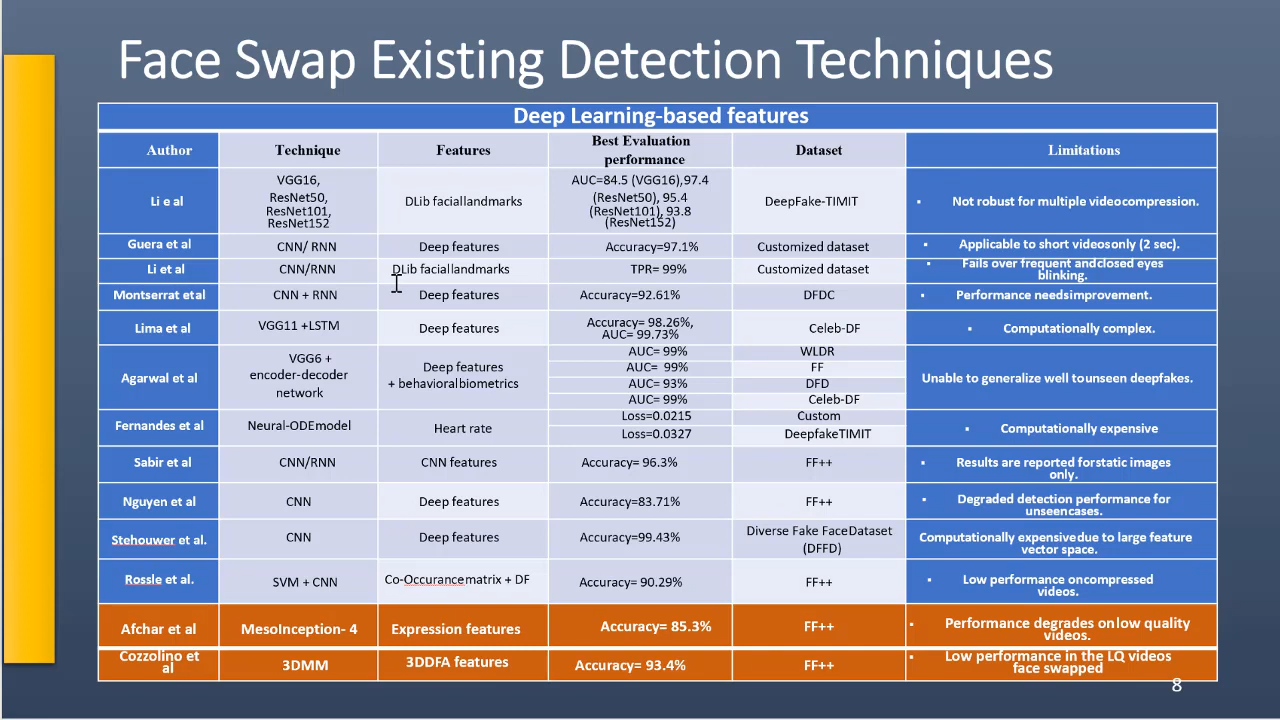 Face Swap Existing Detection Techniques
Deep Learning-based features
Author Technique Features Best Evaluation performance Dataset Limitations
Li e al
VGG16,
ResNet50,
ResNet101,
ResNet152
DLib faciallandmarks
AUC=84.5 (VGG16),97.4
(ResNet50), 95.4
(ResNet101), 93.8
(ResNet152)
DeepFake-TIMIT
▪ Not robust for multiple videocompression.
Guera et al CNN/ RNN Deep features Accuracy=97.1% Customized dataset ▪ Applicable to short videosonly (2 sec).
Li et al CNN/RNN DLib faciallandmarks TPR= 99% Customized dataset
▪ Fails over frequent andclosed eyes
blinking.
Montserrat etal CNN + RNN Deep features Accuracy=92.61% DFDC ▪ Performance needsimprovement.
Lima et al VGG11 +LSTM Deep features
Accuracy= 98.26%,
AUC= 99.73%
Celeb-DF ▪ Computationally complex.
Agarwal et al
VGG6 +
encoder-decoder
network
Deep features
+ behavioralbiometrics
AUC= 99% WLDR
AUC= 99% FF
AUC= 93% DFD
AUC= 99% Celeb-DF
Unable to generalize well tounseen deepfakes.
Fernandes et al Neural-ODEmodel Heart rate
Loss=0.0215 Custom
Loss=0.0327 DeepfakeTIMIT
▪ Computationally expensive
Sabir et al CNN/RNN CNN features Accuracy= 96.3% FF++
▪ Results are reported forstatic images
only.
Nguyen et al CNN Deep features Accuracy=83.71% FF++
▪ Degraded detection performance for
unseencases.
Stehouwer et al. CNN Deep features Accuracy=99.43%
Diverse Fake FaceDataset
(DFFD)
Computationally expensivedue to large feature
vector space.
Rossle et al. SVM + CNN Co-Occurancematrix + DF Accuracy= 90.29% FF++
▪ Low performance oncompressed
videos.
Afchar et al MesoInception- 4 Expression features Accuracy= 85.3% FF++
▪ Performance degrades onlow quality
videos.
Cozzolino et
al
3DMM 3DDFA features Accuracy= 93.4% FF++
▪ Low performance in the LQ videos
face swapped
8